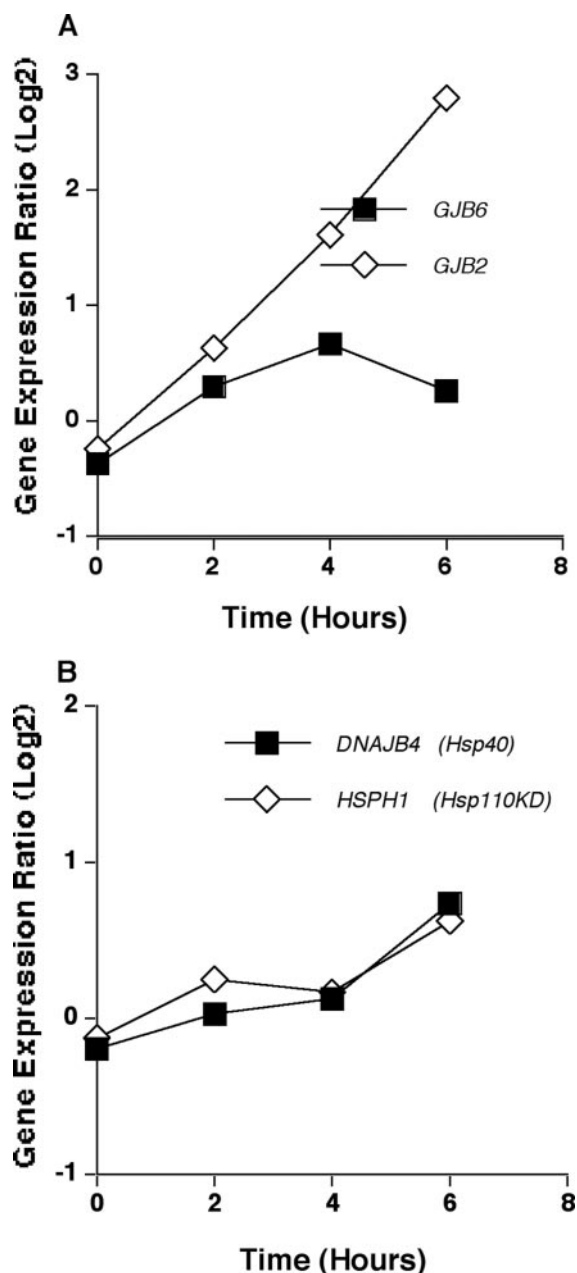 A
Gene Expression Ratio (Log2)
3
2
1
0
-1
GJB6
GJB2
0 2 4 6 8
Time (Hours)
B
Gene Expression Ratio (Log2)
2
1
0
-1
DNAJB4 (Hsp40)
HSPH1 (Hsp110KD)
0 2 4 6 8
Time (Hours)